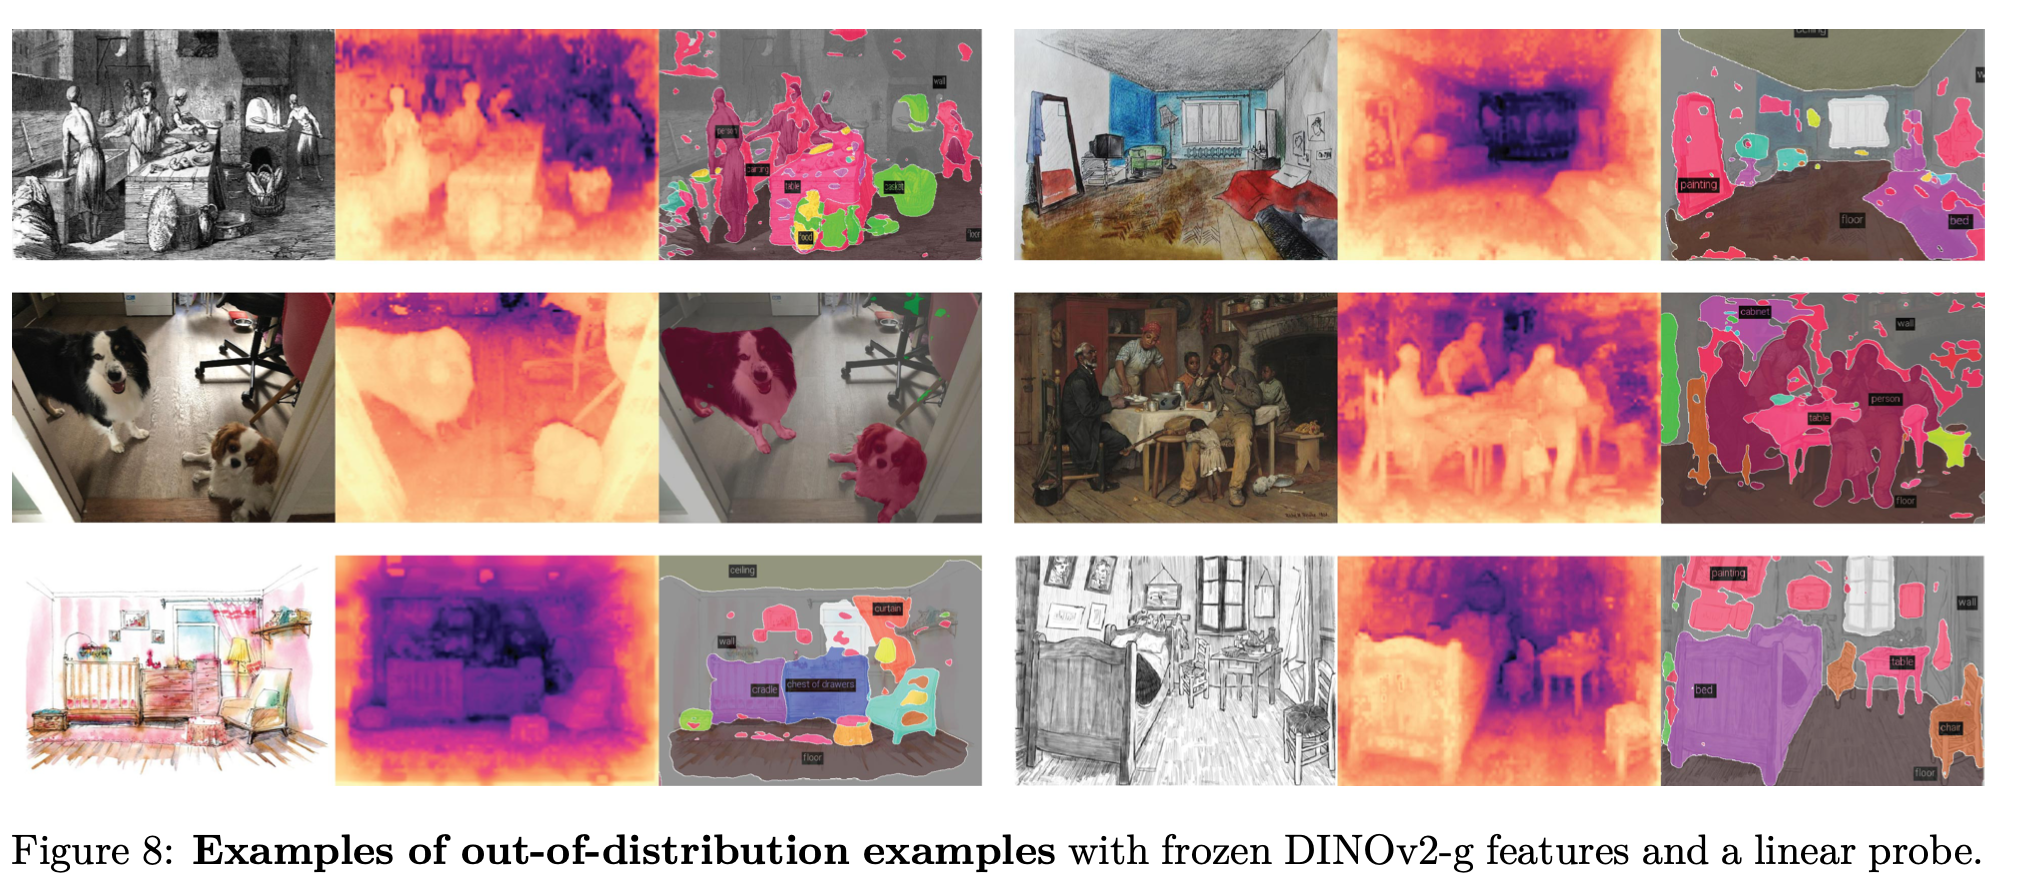 ceiling
wall
person
painting
table
basket
food
floor
painting
floor
bed
cabinet
wall
person
table
floor
ceiling
curtain
wall
cradle
chest of drawers
floor
painting
wall
table
bed
chair
floor
Figure 8: Examples of out-of-distribution examples with frozen DINOv2-g features and a linear probe.